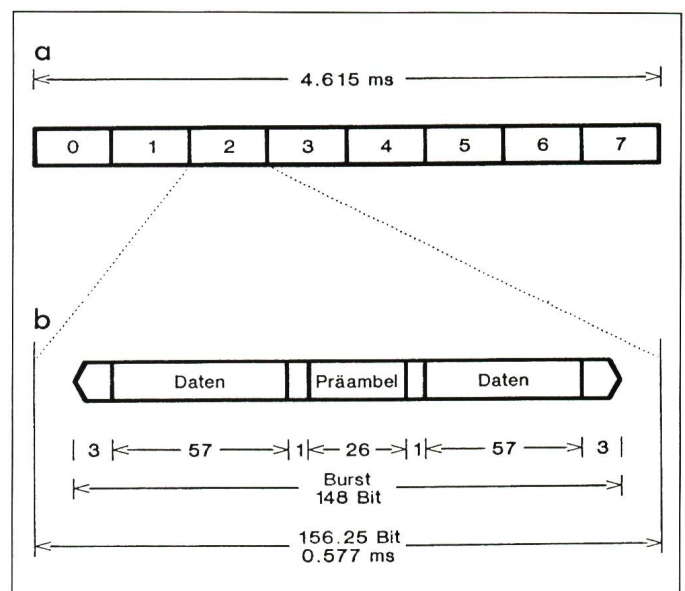 a
4.615 ms
0 1 2 3 4 5 6 7
b
Daten Präambel Daten
3 57 1 26 1 57 3
Burst
148 Bit
156.25 Bit
0.577 ms